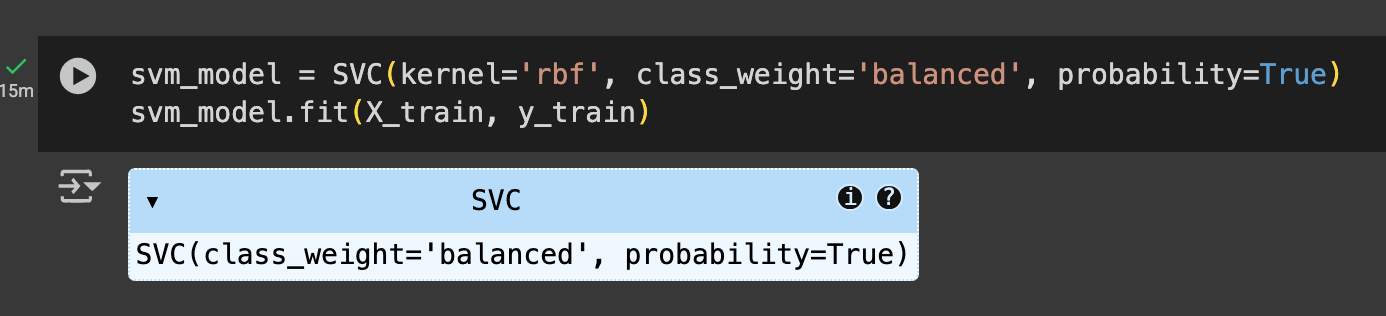 svm_model = SVC(kernel='rbf', class_weight='balanced', probability=True)
15m
svm_model.fit(X_train, y_train)
SVC
SVC(class_weight='balanced', probability=True)